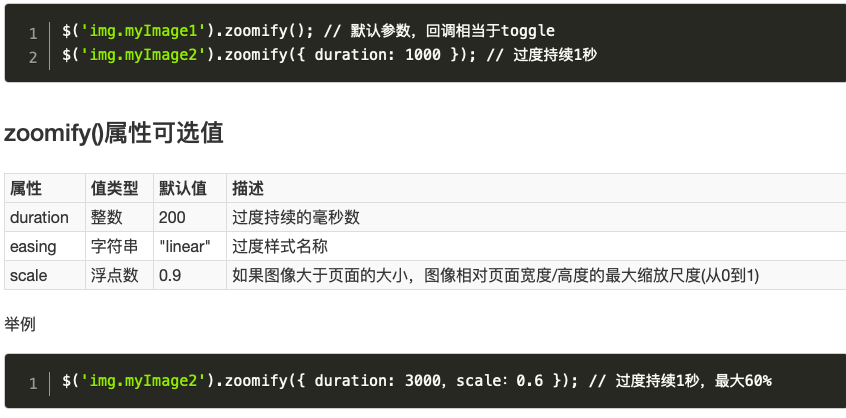 1 $('img.myImage1').zoomify(); // 默认参数，回调相当于toggle
2 $('img.myImage2').zoomify({ duration: 1000 }); // 过度持续1秒
zoomify()属性可选值
属性 值类型 默认值 描述
duration 整数 200 过度持续的毫秒数
easing 字符串 "linear" 过度样式名称
scale 浮点数 0.9 如果图像大于页面的大小，图像相对页面宽度/高度的最大缩放尺度(从0到1)
举例
1 $('img.myImage2').zoomify({ duration: 3000，scale：0.6 }); // 过度持续1秒，最大60%